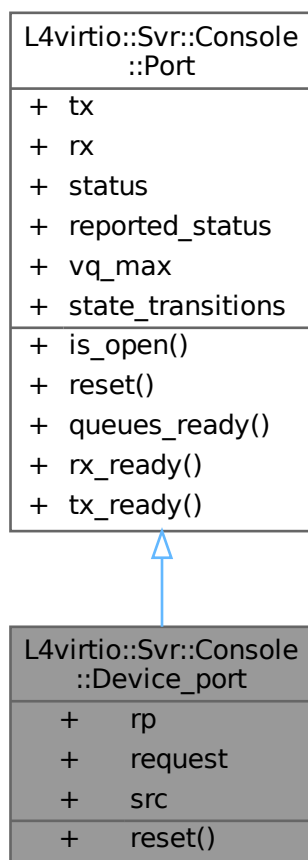 L4virtio::Svr::Console
::Port
+ tx
+ rx
+ status
+ reported_status
+ vq_max
+ state_transitions
+ is_open()
+ reset()
+ queues_ready()
+ rx_ready()
+ tx_ready()
L4virtio::Svr::Console
::Device_port
+ rp
+ request
+ src
+ reset()